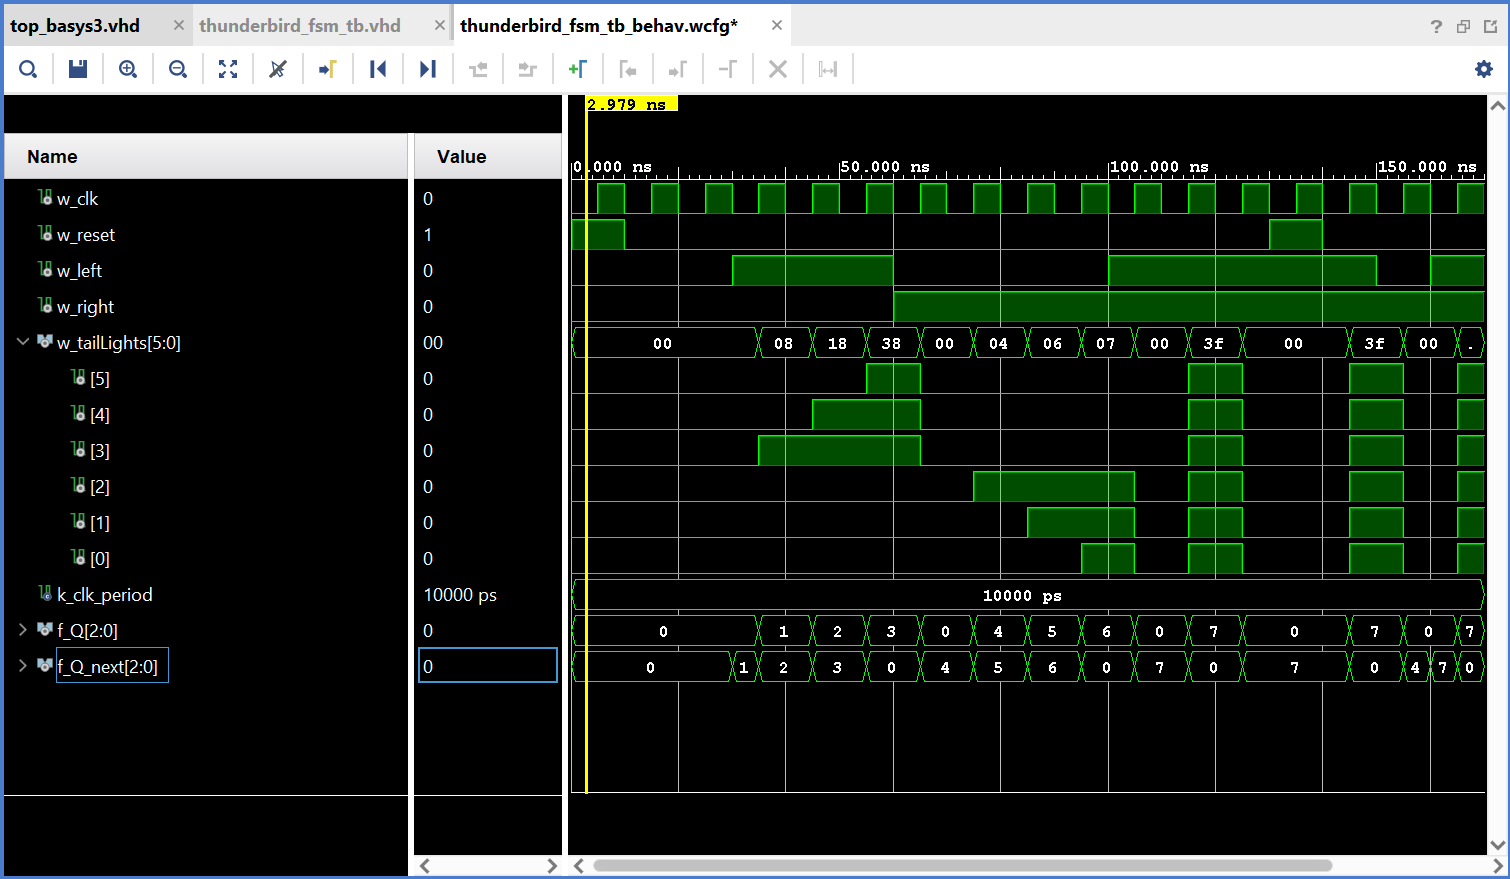 top_basys3.vhd × thunderbird_fsm_tb.vhd × thunderbird_fsm_tb_behav.wcfg* × ?
2.979 ns
Name Value
0.000 ns 50.000 ns 100.000 ns 150.000 ns
w_clk 0
w_reset 1
w_left 0
w_right 0
w_tailLights[5:0] 00 00 08 18 38 00 04 06 07 00 3f 00 3f 00 .
[5] 0
[4] 0
[3] 0
[2] 0
[1] 0
[0] 0
k_clk_period 10000 ps 10000 ps
f_Q[2:0] 0 0 1 2 3 0 4 5 6 0 7 0 7 0 7
f_Q_next[2:0] 0 0 1 2 3 0 4 5 6 0 7 0 7 0 4 7 0